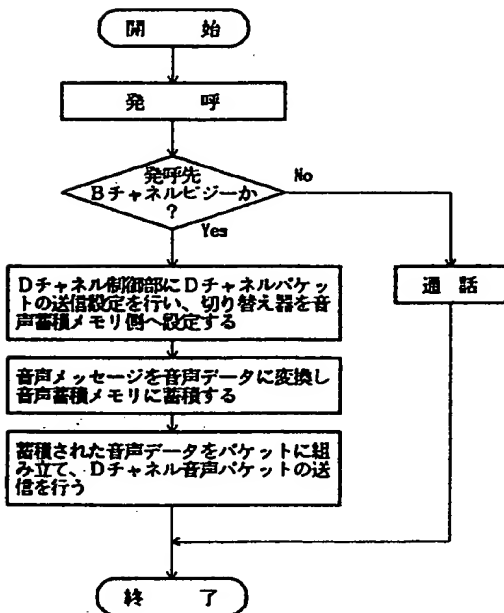 開 始
発 呼
発呼先
Bチャネルビジーか
?
No
Yes
Dチャネル制御部にDチャネルパケッ
トの送信設定を行い、切り替え器を音
声蓄積メモリ側へ設定する
通 話
音声メッセージを音声データに変換し
音声蓄積メモリに蓄積する
蓄積された音声データをパケットに組
み立て、Dチャネル音声パケットの送
信を行う
終 了